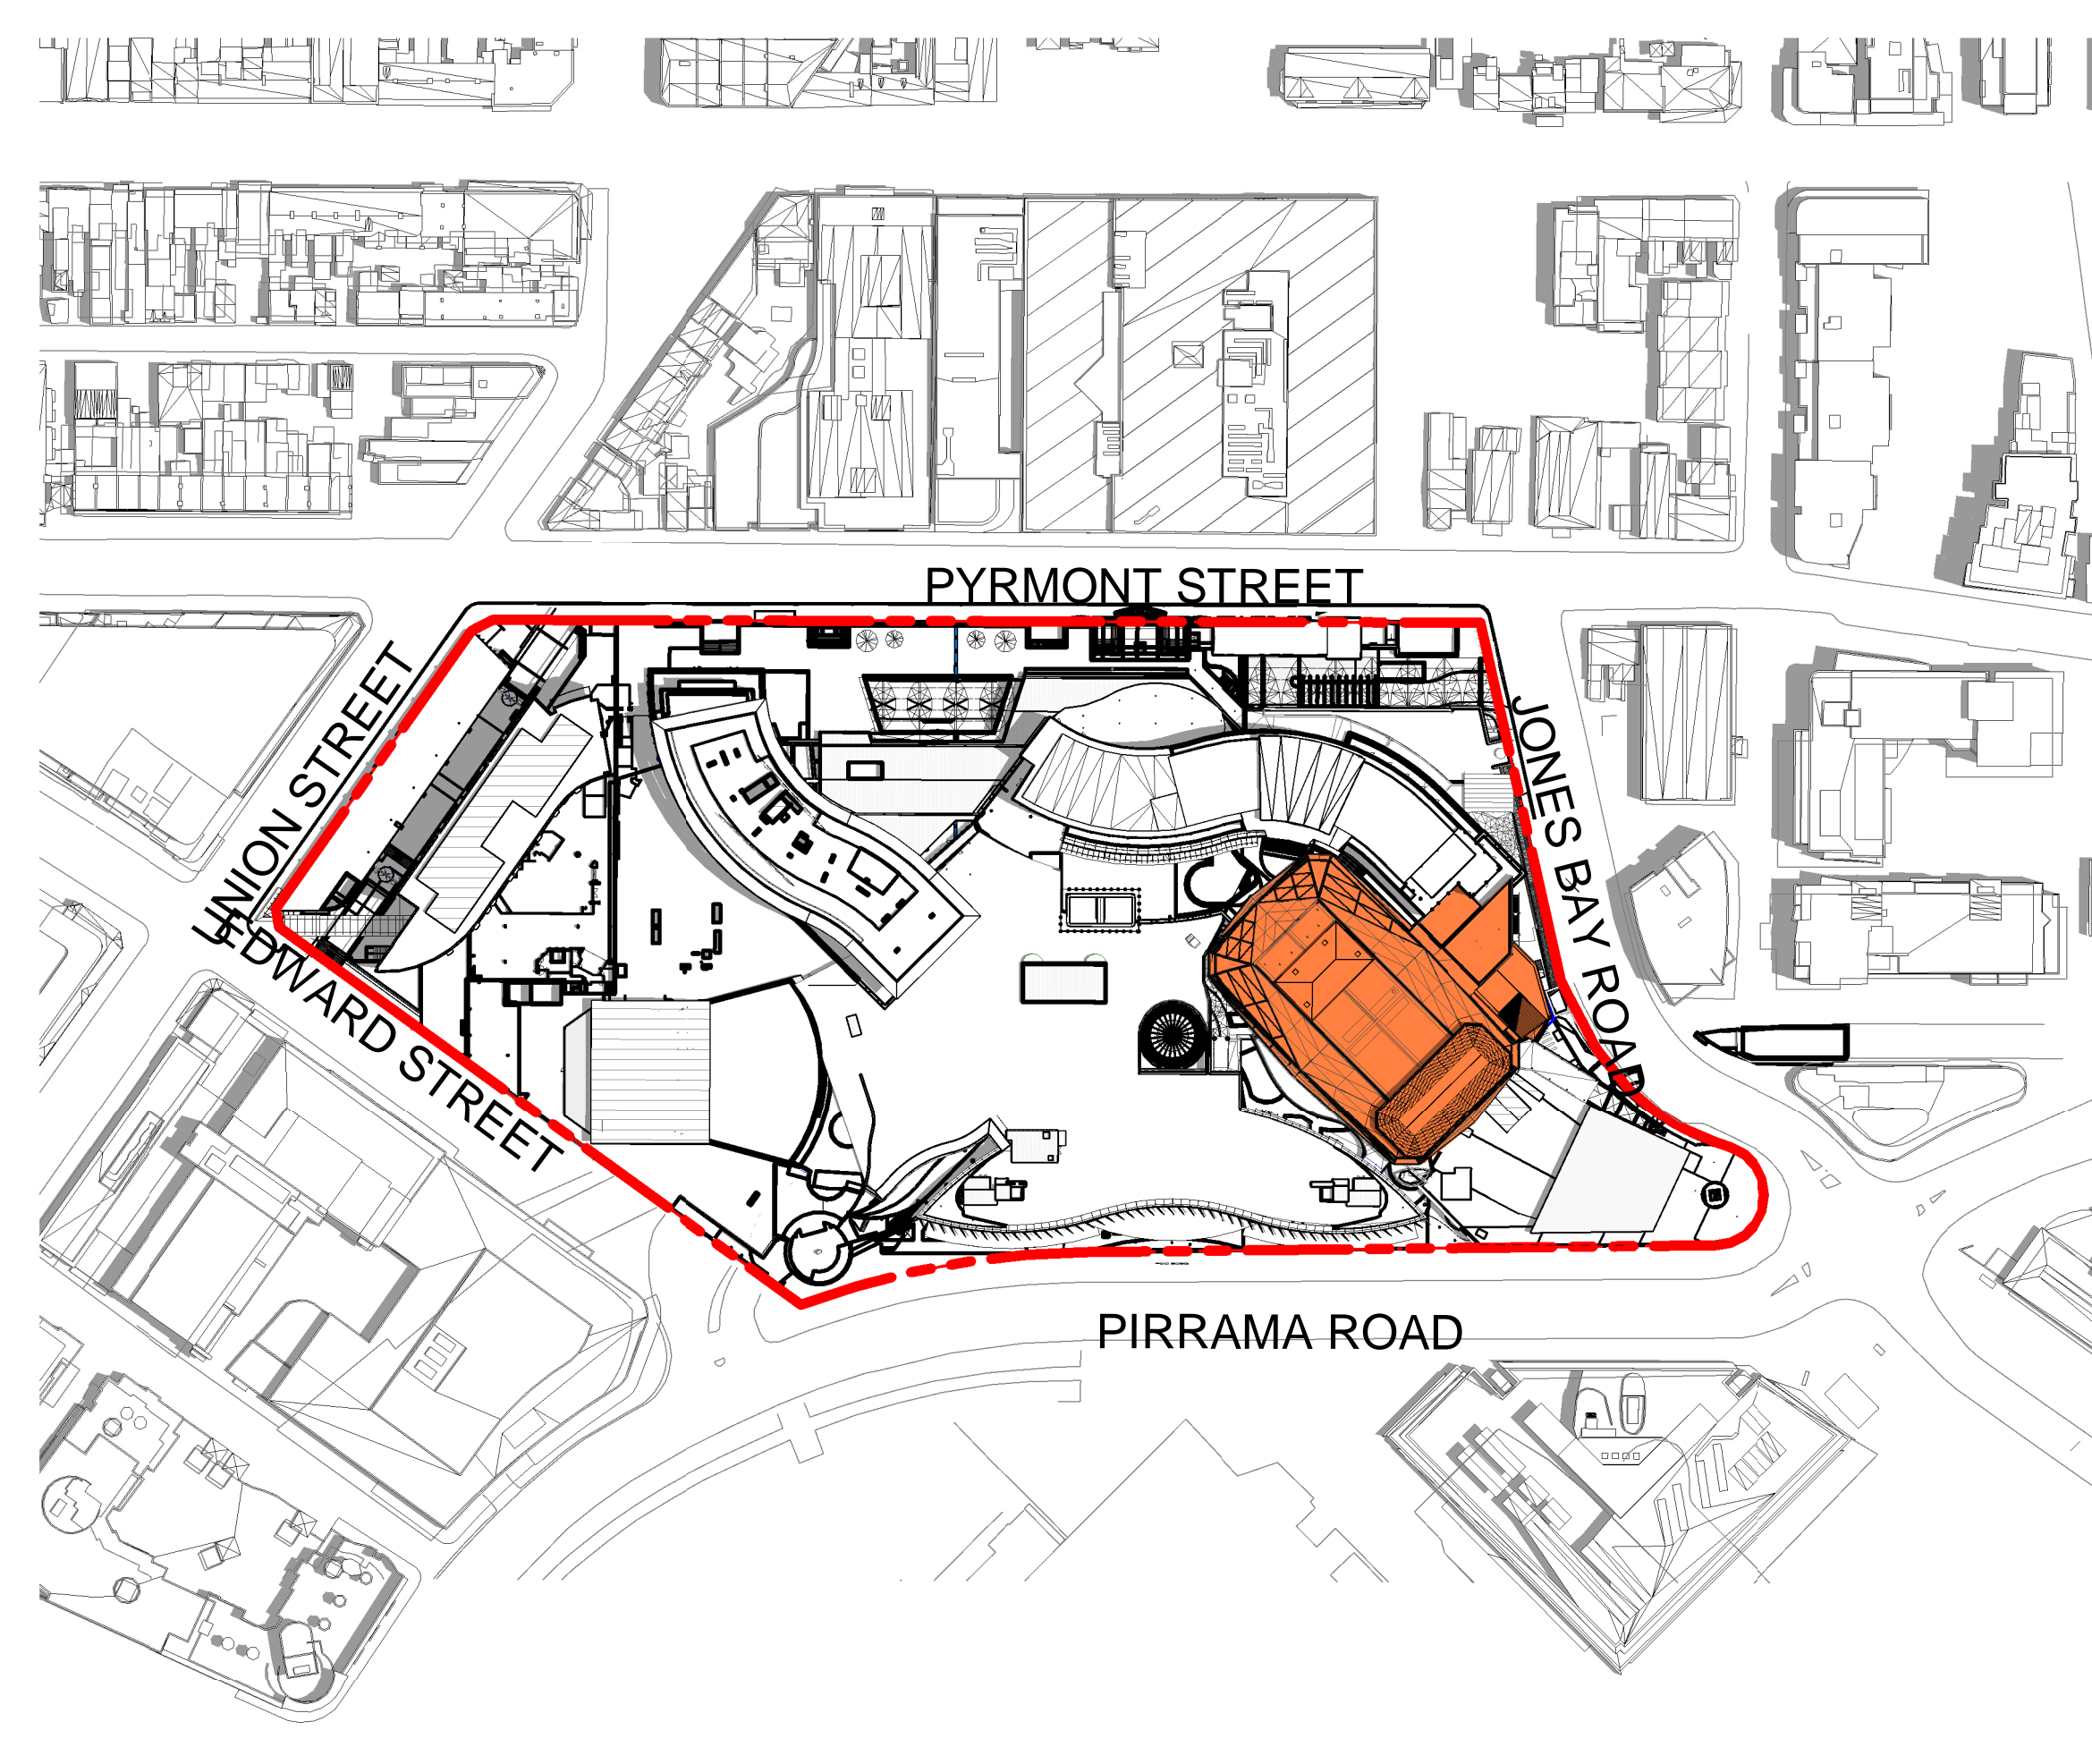 PYRMONT STREET
UNION STREET
JONES BAY ROAD
EDWARD STREET
PIRRAMA ROAD